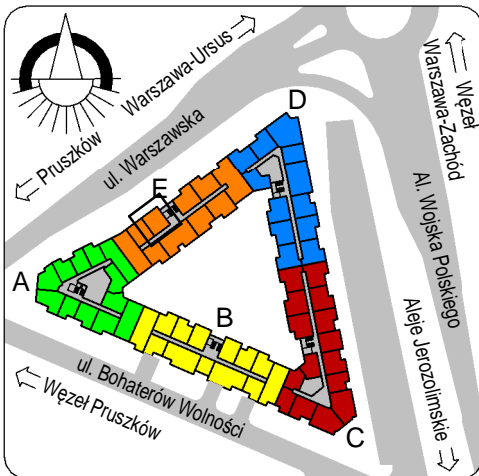 Warszawa-Ursus
Pruszków
ul. Warszawska
D
Węzeł
Warszawa-Zachód
Al. Wojska Polskiego
E
A
B
Aleje Jerozolimskie
ul. Bohaterów Wolności
Węzeł Pruszków
C